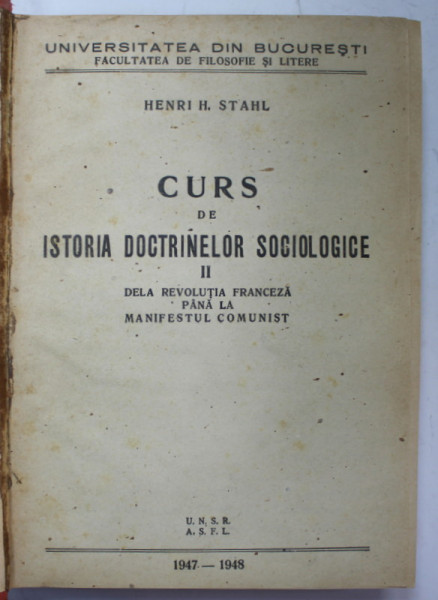 UNIVERSITATEA DIN BUCUREȘTI
FACULTATEA DE FILOSOFIE ȘI LITERE
HENRI H. STAHL
CURS
DE
ISTORIA DOCTRINELOR SOCIOLOGICE
II
DELA REVOLUȚIA FRANCEZĂ
PÂNĂ LA
MANIFESTUL COMUNIST
U. N. S. R.
A. S. F. L.
1947 — 1948